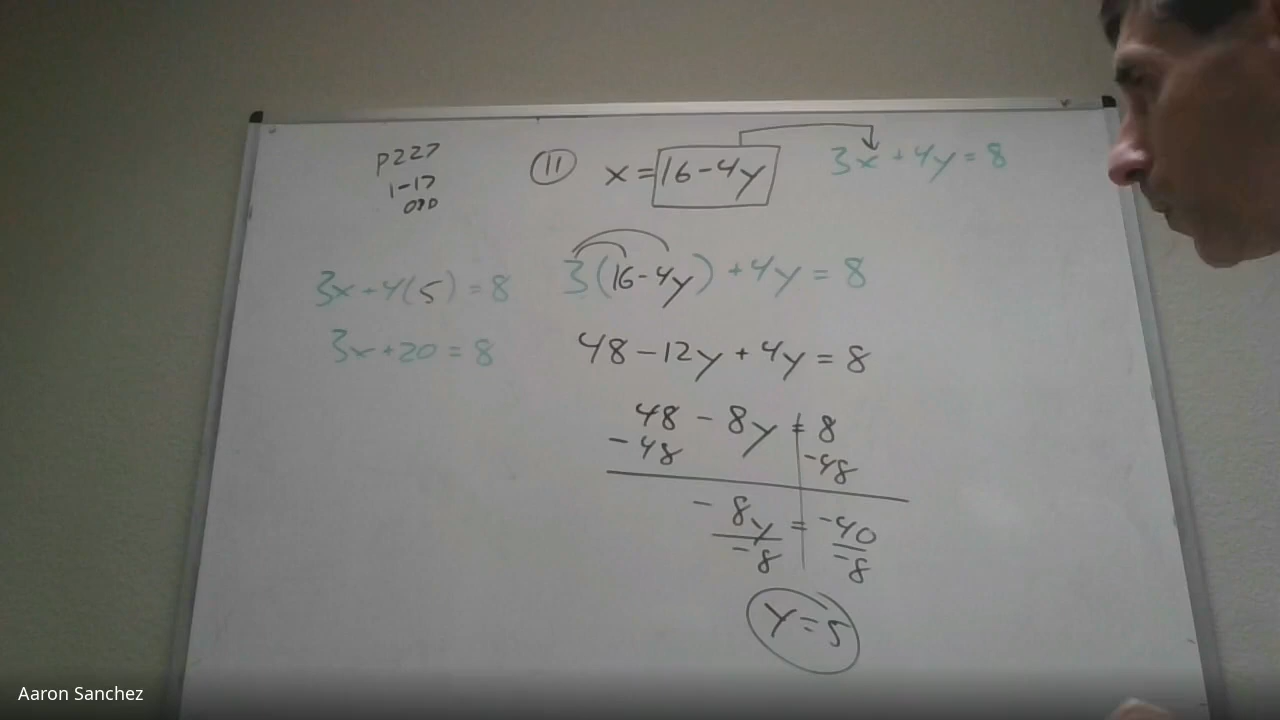 p227
1-17
ODD
11 x = 16-4y
3x+4y=8
3(16-4y)+4y=8
48-12y+4y=8
48-8y=8
-48 -48
-8y = -40
-8 -8
y=5
3x+4(5)=8
3x+20=8
Aaron Sanchez